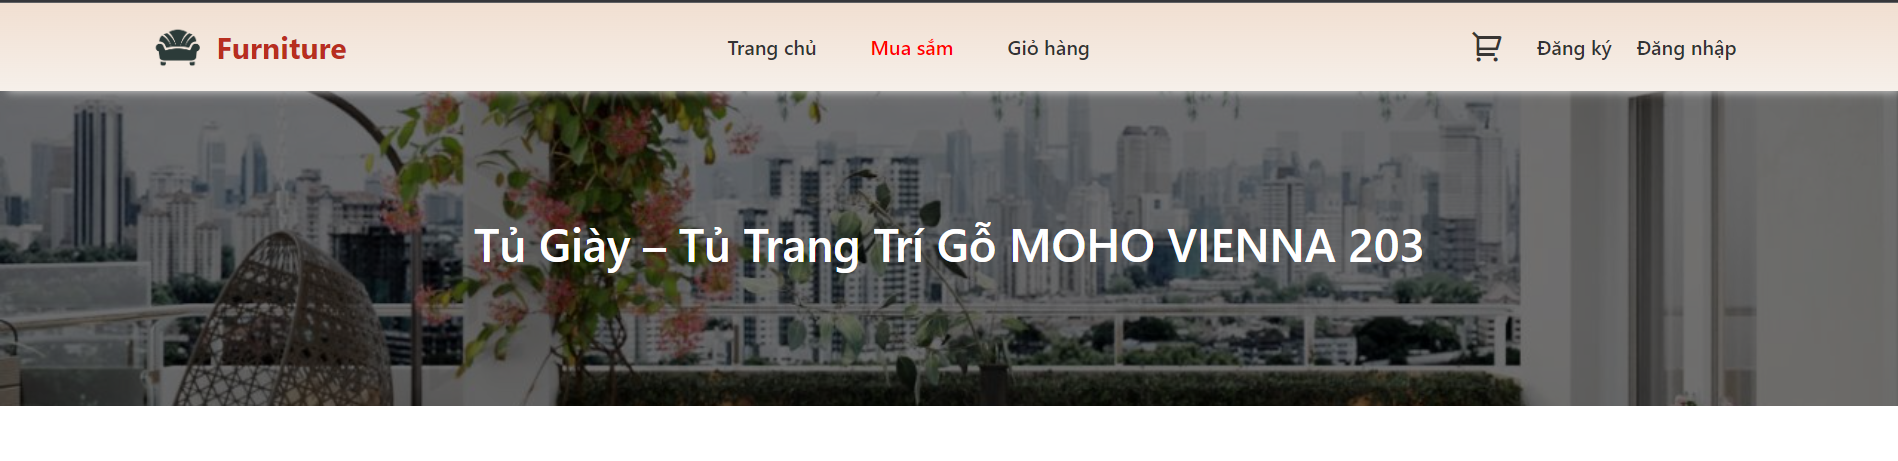 Furniture
Trang chủ
Mua sắm
Giỏ hàng
Đăng ký
Đăng nhập
Tủ Giày – Tủ Trang Trí Gỗ MOHO VIENNA 203